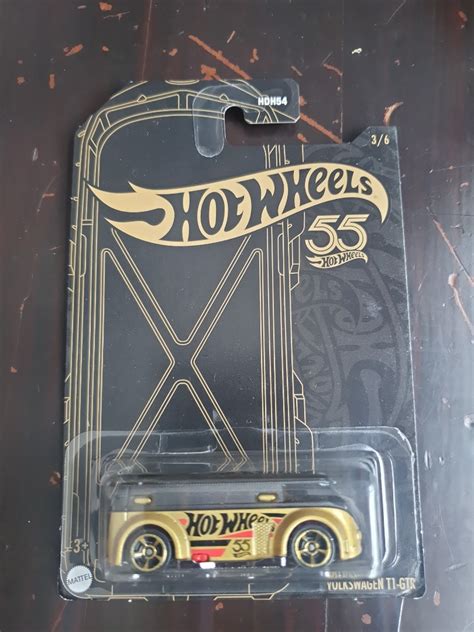 HDH54
3/6
HOT WHEELS
55
HOT WHEELS
HOT WHEELS
55
3+
MATTEL
VOLKSWAGEN T1-GTR